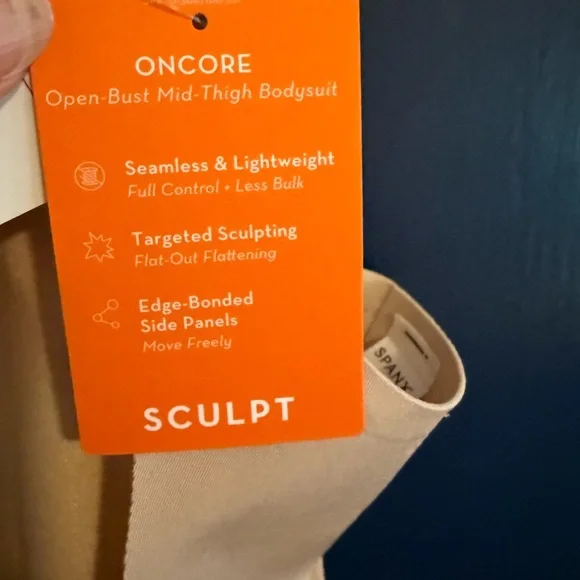 ONCORE
Open-Bust Mid-Thigh Bodysuit
Seamless & Lightweight
Full Control • Less Bulk
Targeted Sculpting
Flat-Out Flattening
Edge-Bonded
Side Panels
Move Freely
SCULPT
SPANX